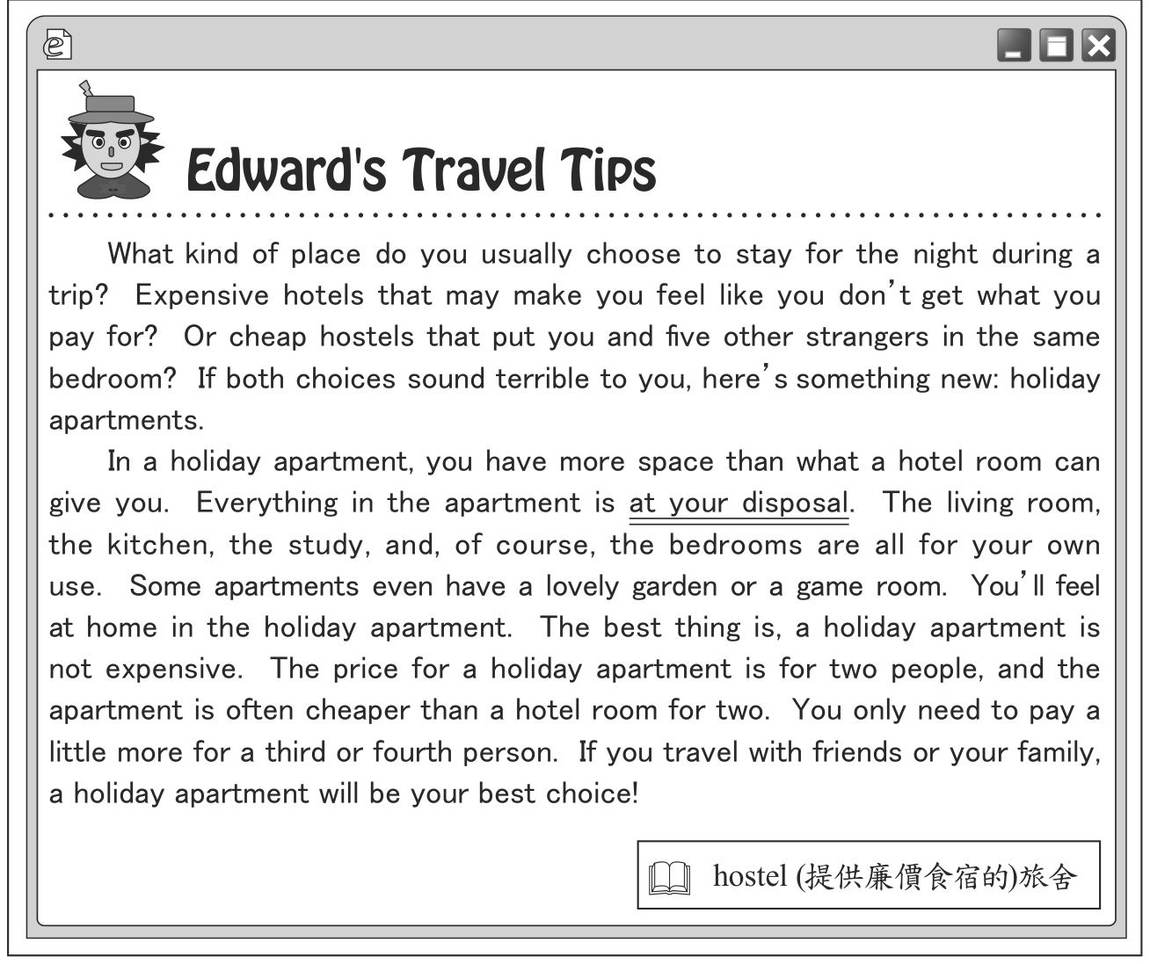 Edward's Travel Tips
What kind of place do you usually choose to stay for the night during a
trip? Expensive hotels that may make you feel like you don't get what you
pay for? Or cheap hostels that put you and five other strangers in the same
bedroom? If both choices sound terrible to you, here's something new: holiday
apartments.
In a holiday apartment, you have more space than what a hotel room can
give you. Everything in the apartment is at your disposal. The living room,
the kitchen, the study, and, of course, the bedrooms are all for your own
use. Some apartments even have a lovely garden or a game room. You'll feel
at home in the holiday apartment. The best thing is, a holiday apartment is
not expensive. The price for a holiday apartment is for two people, and the
apartment is often cheaper than a hotel room for two. You only need to pay a
little more for a third or fourth person. If you travel with friends or your family,
a holiday apartment will be your best choice!
hostel (提供廉價食宿的)旅舍